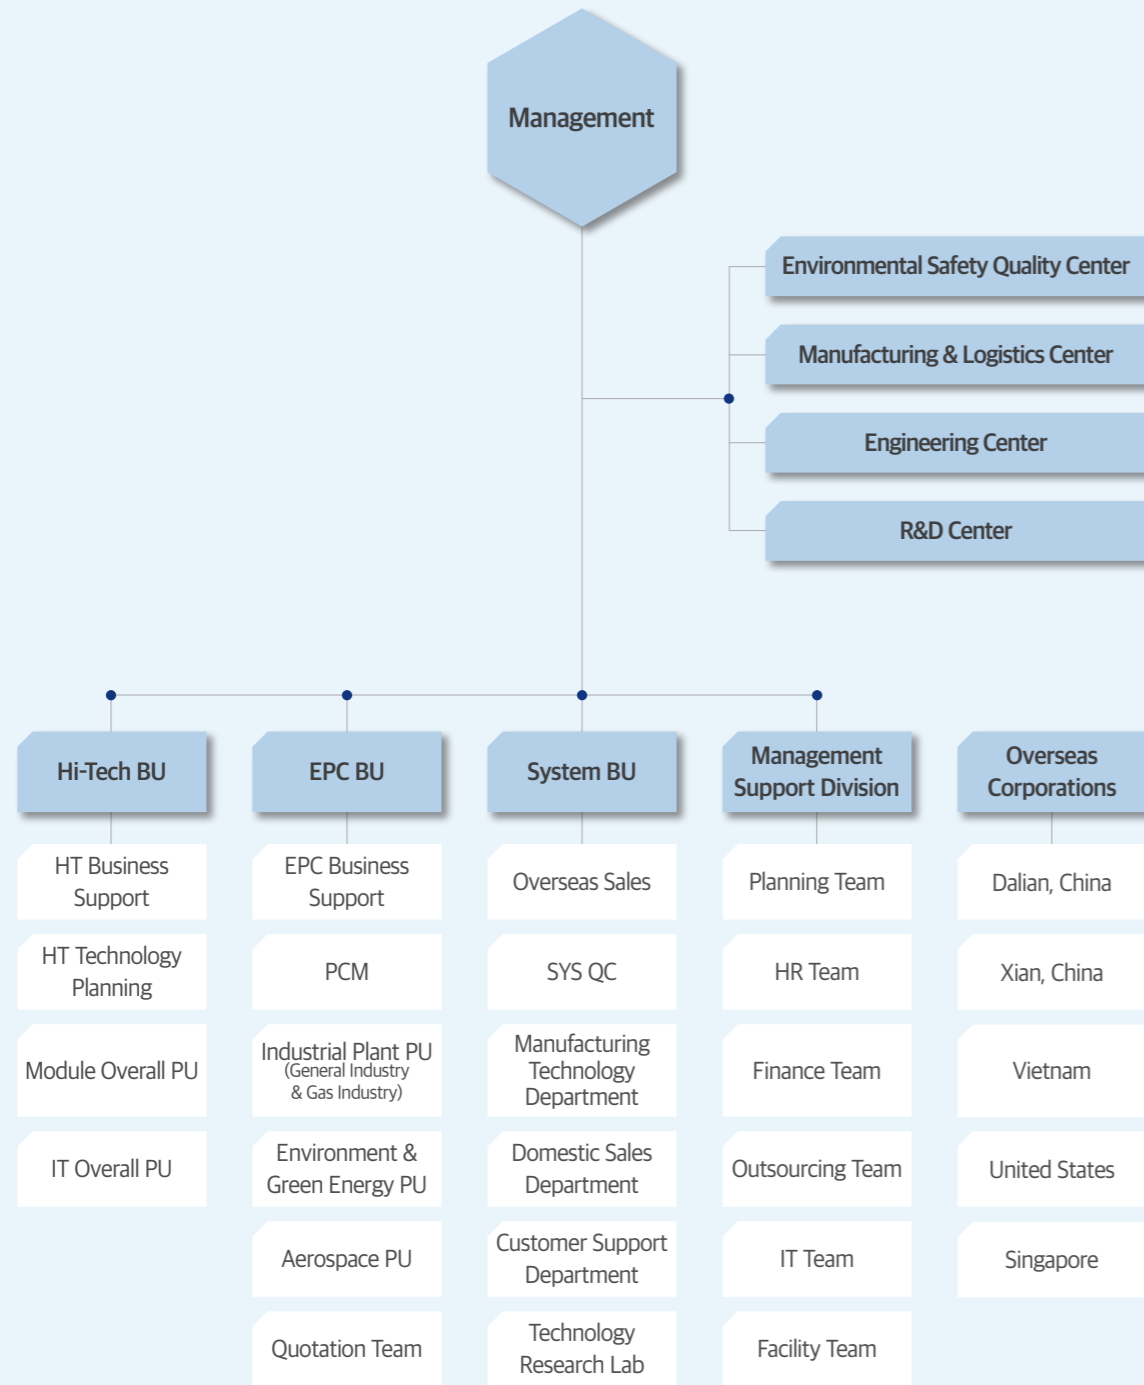 Management
Environmental Safety Quality Center
Manufacturing & Logistics Center
Engineering Center
R&D Center
Hi-Tech BU
HT Business
Support
HT Technology
Planning
Module Overall PU
IT Overall PU
EPC BU
EPC Business
Support
PCM
Industrial Plant PU
(General Industry
& Gas Industry)
Environment &
Green Energy PU
Aerospace PU
Quotation Team
System BU
Overseas Sales
SYS QC
Manufacturing
Technology
Department
Domestic Sales
Department
Customer Support
Department
Technology
Research Lab
Management
Support Division
Planning Team
HR Team
Finance Team
Outsourcing Team
IT Team
Facility Team
Overseas
Corporations
Dalian, China
Xian, China
Vietnam
United States
Singapore